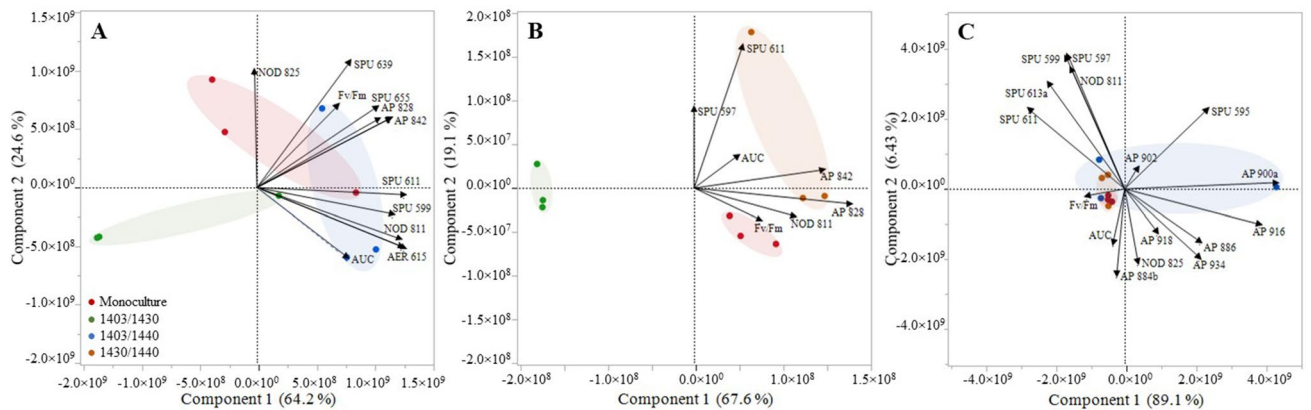 A
1.5×10⁹
1.0×10⁹
5.0×10⁸
0.0×10⁰
-5.0×10⁸
-1.0×10⁹
-2.0×10⁹
Component 2 (24.6 %)
NOD 825
SPU 639
Fv/Fm
SPU 655
AP 828
AP 842
SPU 611
SPU 599
NOD 811
AER 615
AUC
Monoculture
1403/1430
1403/1440
1430/1440
-2.0×10⁹
-1.0×10⁹
-5.0×10⁸
0.0×10⁰
5.0×10⁸
1.0×10⁹
1.5×10⁹
Component 1 (64.2 %)
B
2.0×10⁸
1.5×10⁸
1.0×10⁸
5.0×10⁷
0.0×10⁰
-5.0×10⁷
-1.0×10⁸
-1.5×10⁸
-2.0×10⁸
Component 2 (19.1 %)
SPU 611
SPU 597
AUC
AP 842
AP 828
NOD 811
Fv/Fm
-2.0×10⁸
-1.0×10⁸
0.0×10⁰
1.0×10⁸
1.5×10⁸
Component 1 (67.6 %)
C
4.0×10⁹
2.0×10⁹
0.0×10⁰
-2.0×10⁹
-4.0×10⁹
Component 2 (6.43 %)
SPU 599
SPU 597
NOD 811
SPU 613a
SPU 611
SPU 595
AP 902
AP 900a
Fv/Fm
AP 916
AUC
AP 918
AP 886
NOD 825
AP 934
AP 884b
-4.0×10⁹
-2.0×10⁹
0.0×10⁰
2.0×10⁹
4.0×10⁹
Component 1 (89.1 %)